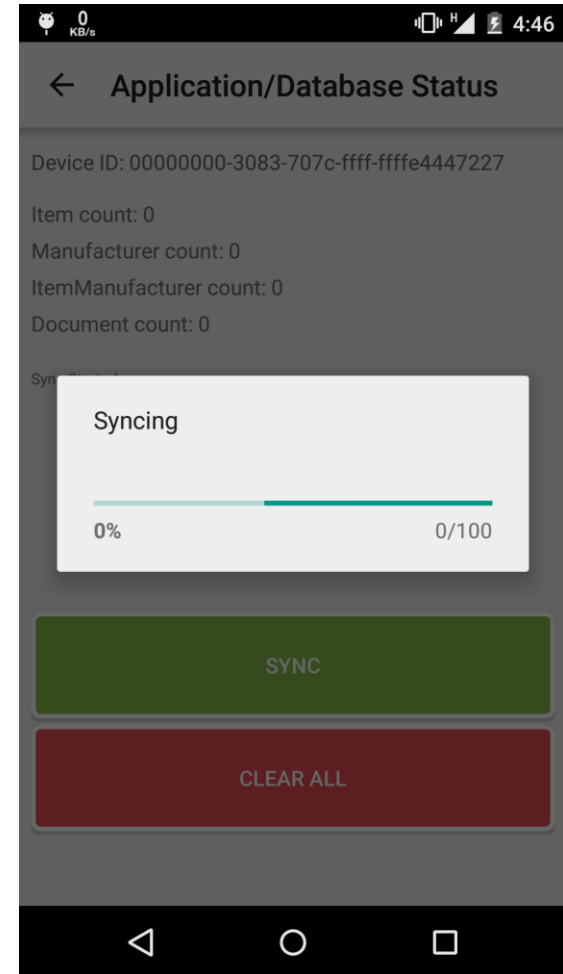 0
KB/s
H
4:46
Application/Database Status
Device ID: 00000000-3083-707c-ffff-ffffe4447227
Item count: 0
Manufacturer count: 0
ItemManufacturer count: 0
Document count: 0
Syncing
0%
0/100
SYNC
CLEAR ALL